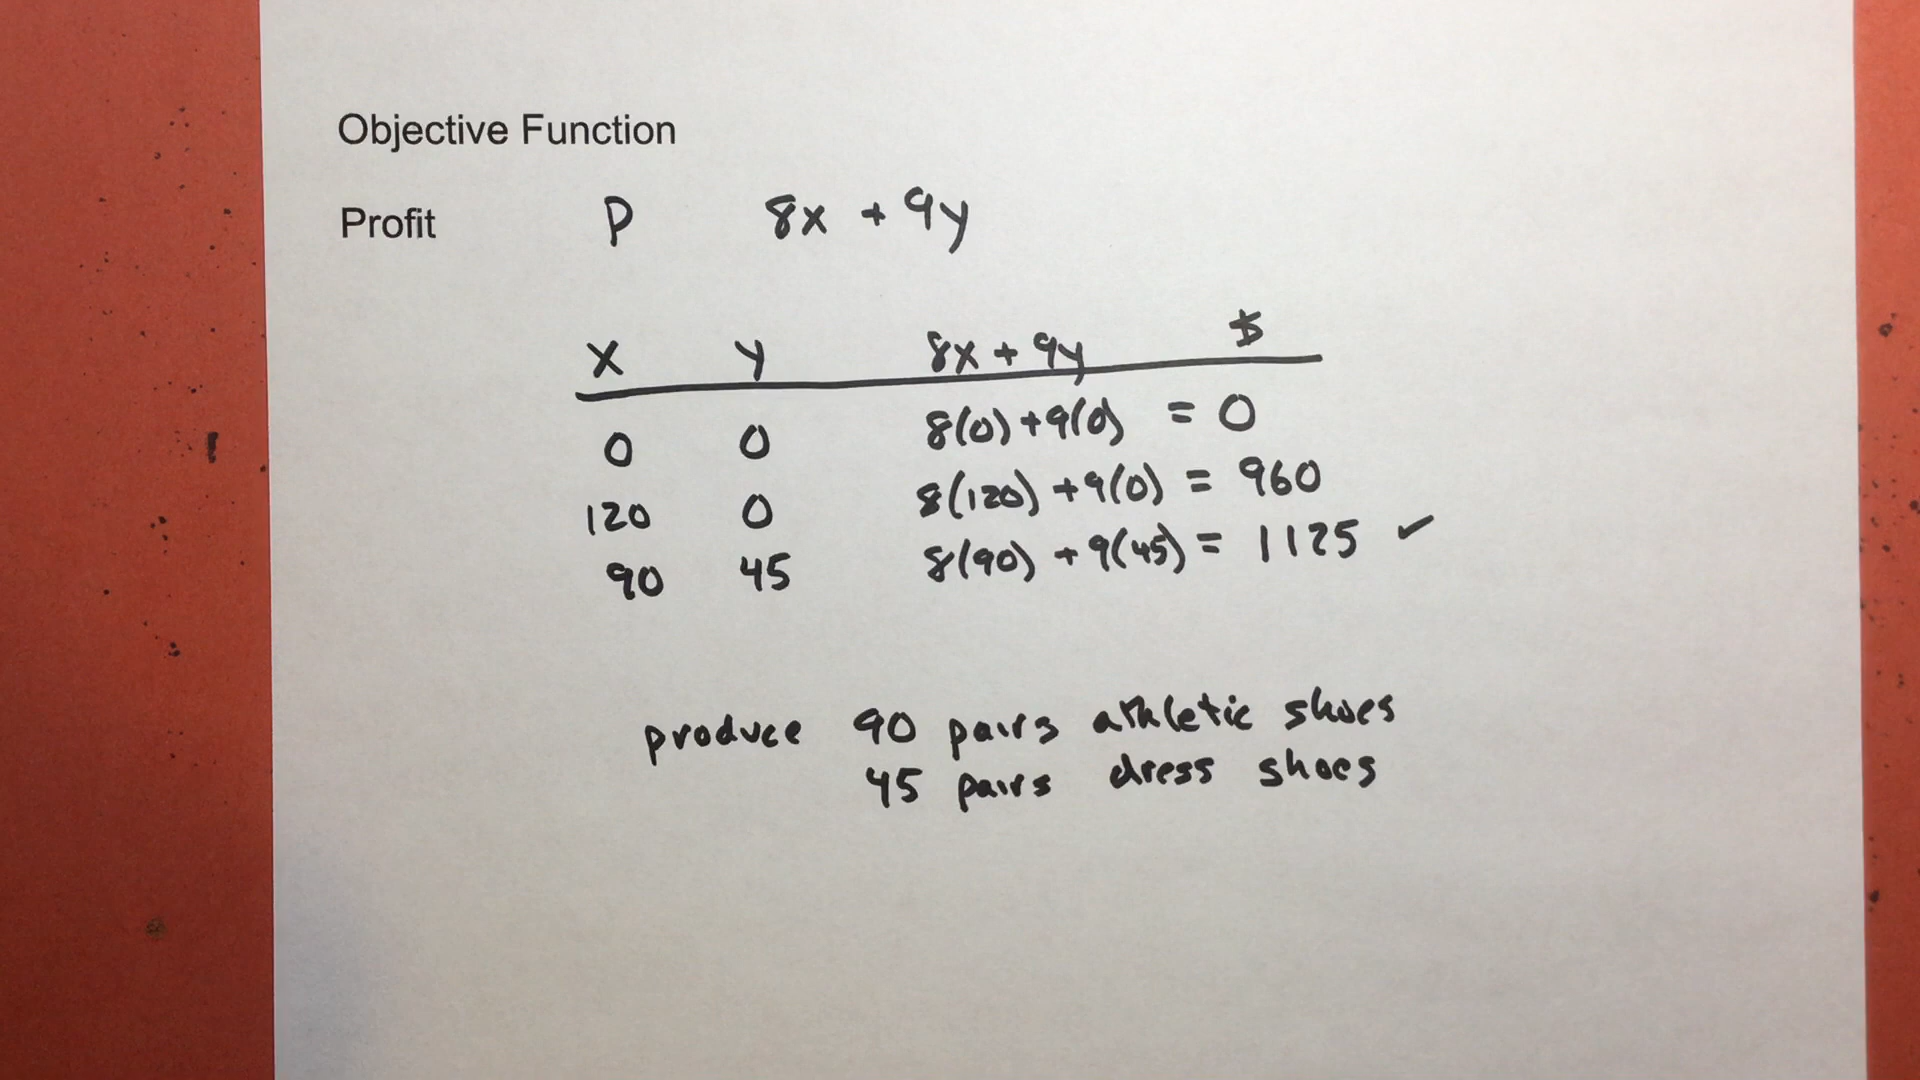 Objective Function
Profit P 8x + 9y
x y 8x + 9y $
0 0 8(0) + 9(0) = 0
120 0 8(120) + 9(0) = 960
90 45 8(90) + 9(45) = 1125 ✓
produce 90 pairs athletic shoes
45 pairs dress shoes